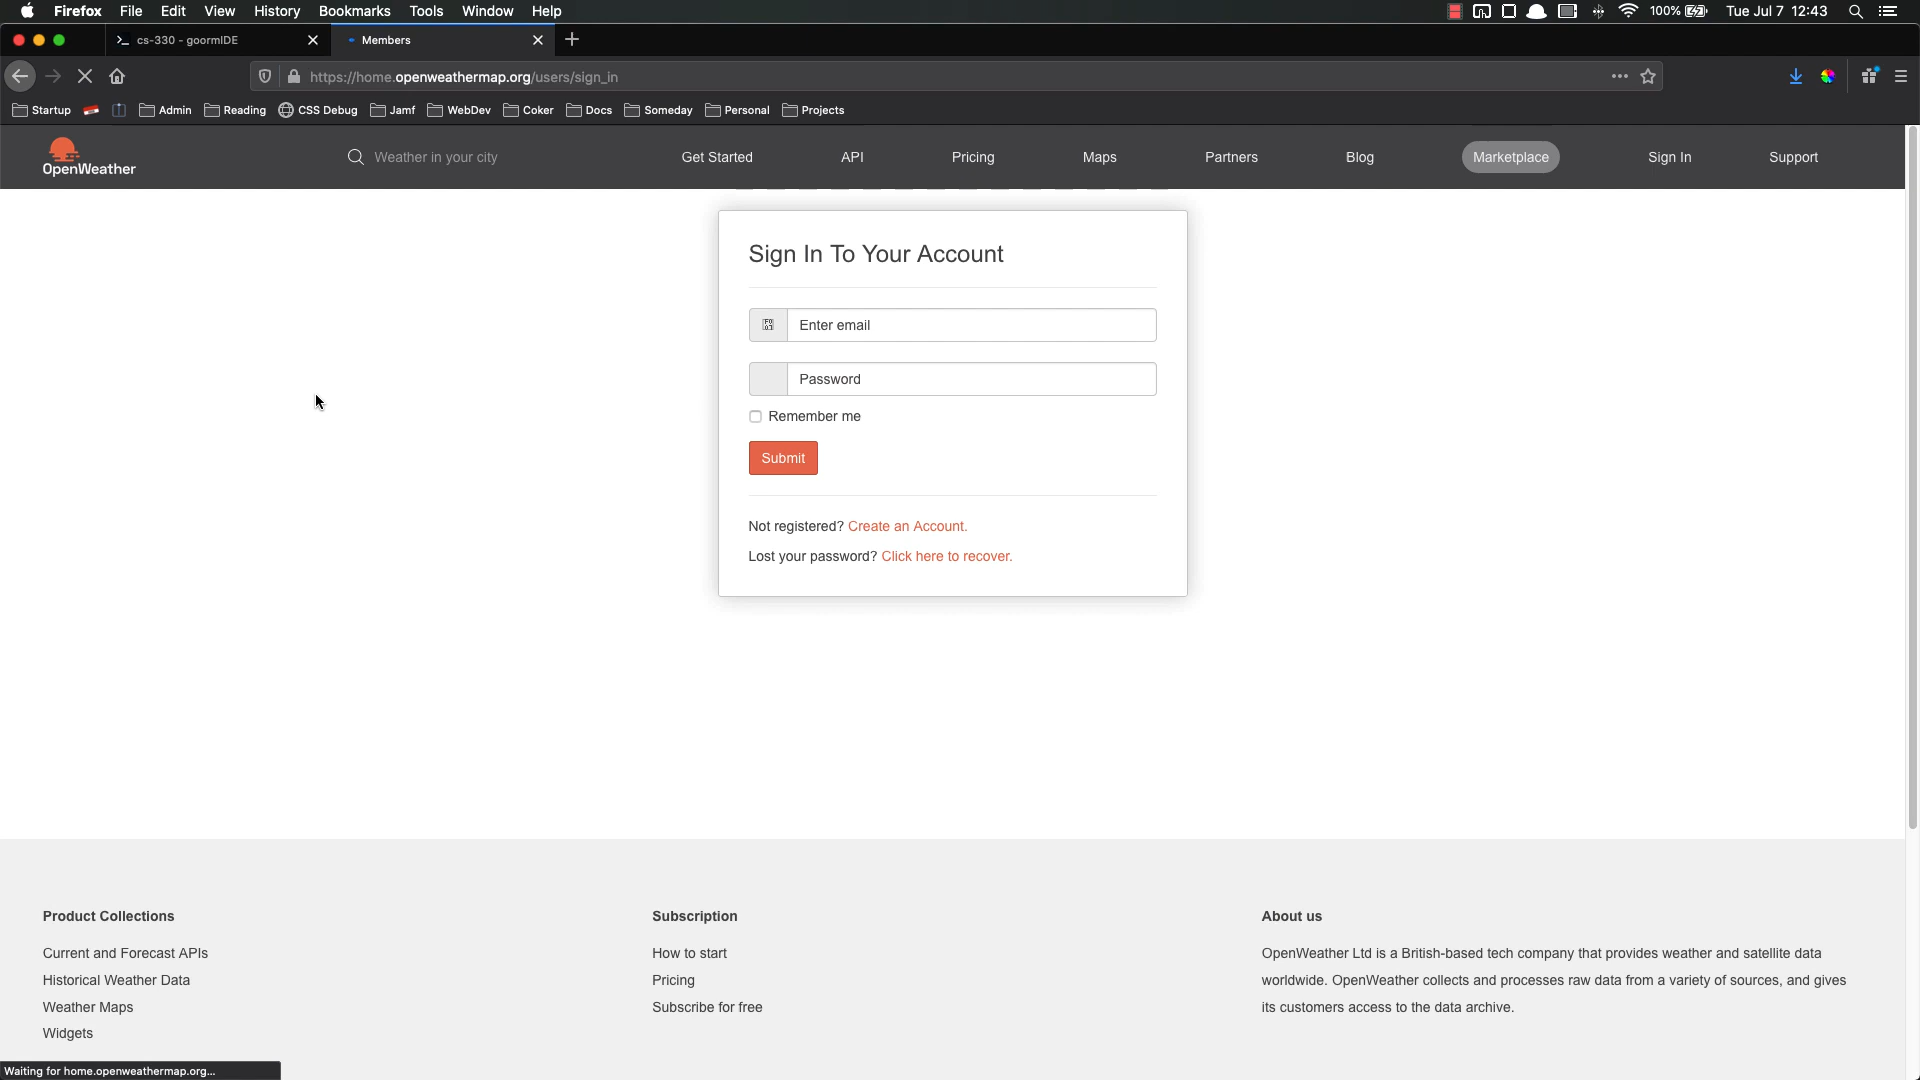 Firefox File Edit View History Bookmarks Tools Window Help 100% Tue Jul 7 12:43
cs-330 - goormIDE Members
https://home.openweathermap.org/users/sign_in
Startup Admin Reading CSS Debug Jamf WebDev Coker Docs Someday Personal Projects
OpenWeather Weather in your city Get Started API Pricing Maps Partners Blog Marketplace Sign In Support
Sign In To Your Account
Enter email
Password
Remember me
Submit
Not registered? Create an Account.
Lost your password? Click here to recover.
Product Collections Subscription About us
Current and Forecast APIs How to start OpenWeather Ltd is a British-based tech company that provides weather and satellite data
Historical Weather Data Pricing worldwide. OpenWeather collects and processes raw data from a variety of sources, and gives
Weather Maps Subscribe for free its customers access to the data archive.
Widgets
Waiting for home.openweathermap.org...